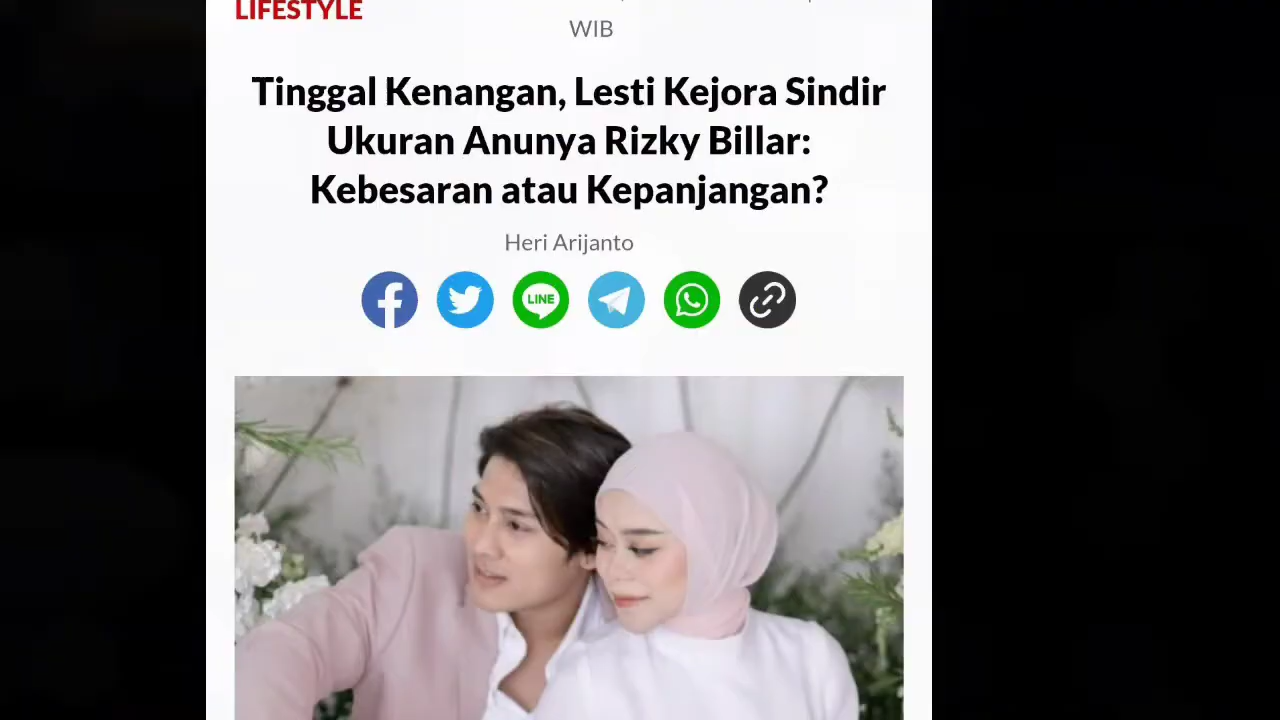 LIFESTYLE
WIB
Tinggal Kenangan, Lesti Kejora Sindir
Ukuran Anunya Rizky Billar:
Kebesaran atau Kepanjangan?
Heri Arijanto
LINE